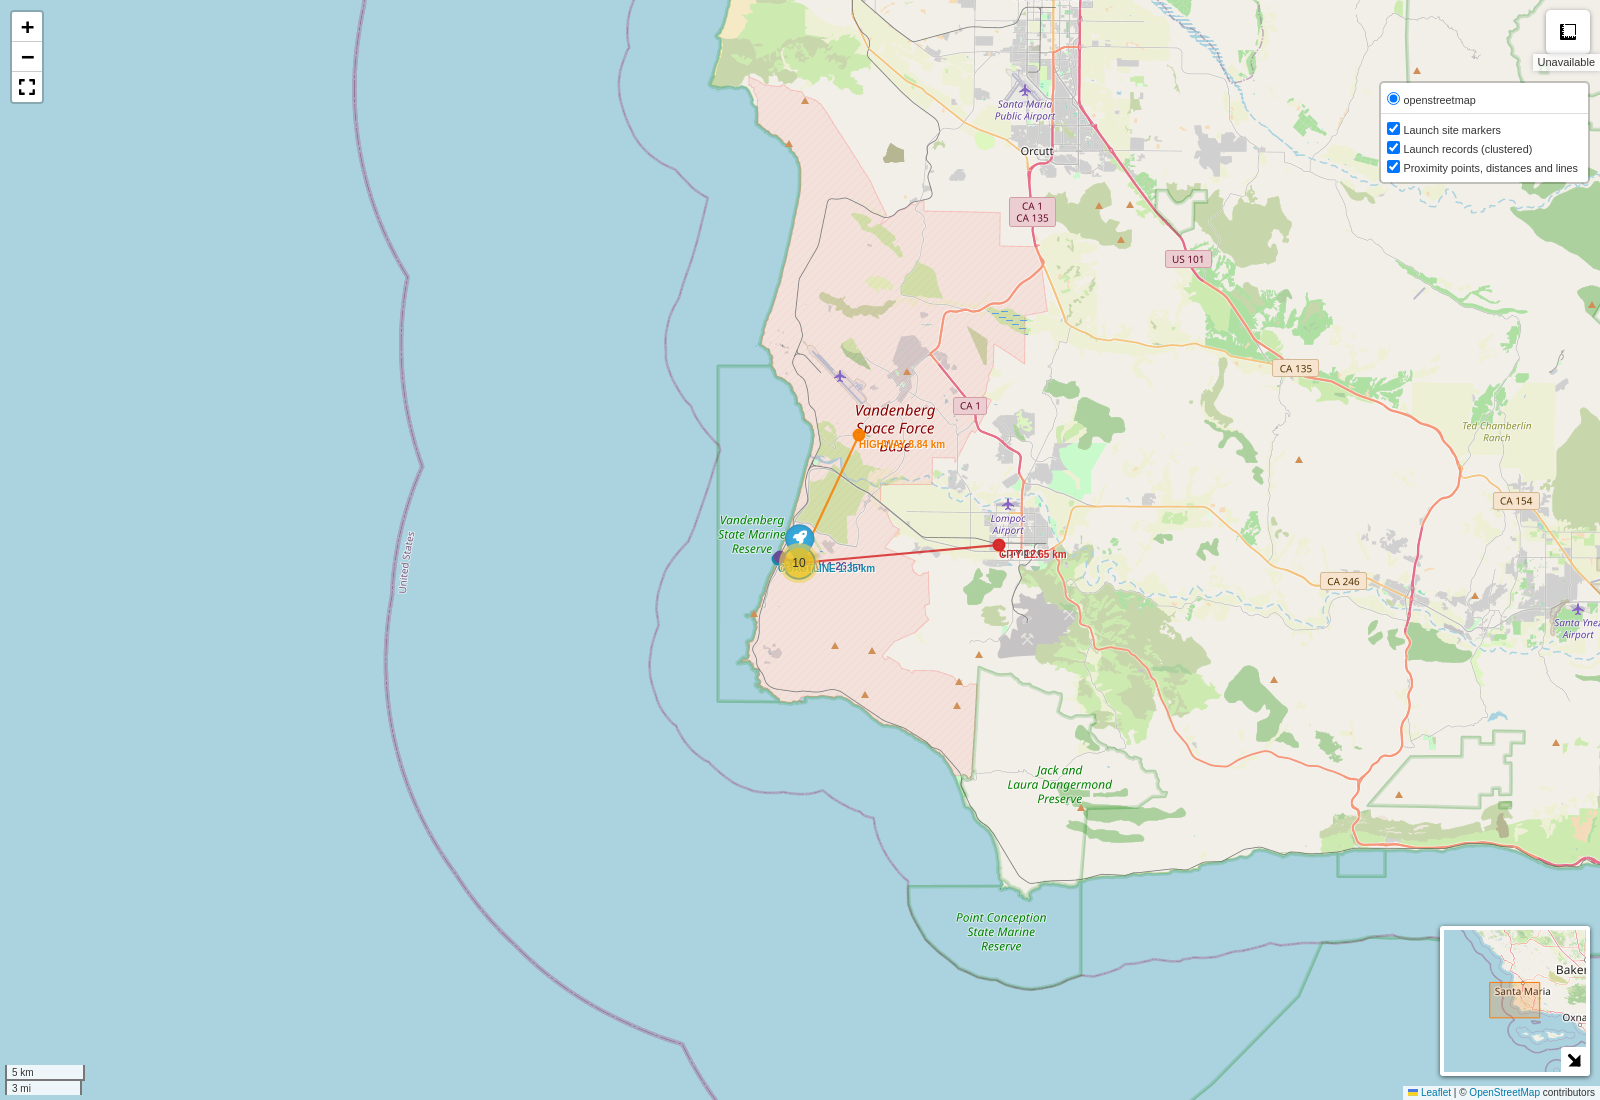 +
−
Unavailable
openstreetmap
Launch site markers
Launch records (clustered)
Proximity points, distances and lines
Santa Maria
Public Airport
Orcutt
CA 1
CA 135
US 101
CA 135
CA 1
Vandenberg
Space Force
Base
HIGHWAY 8.84 km
Ted Chamberlin
Ranch
CA 154
Lompoc
Airport
Vandenberg
State Marine
Reserve
10
CITY 12.65 km
1.35 km
CA 246
Santa Ynez
Airport
United States
Jack and
Laura Dangermond
Preserve
Point Conception
State Marine
Reserve
Baker
Santa Maria
Oxna
5 km
3 mi
Leaflet | © OpenStreetMap contributors